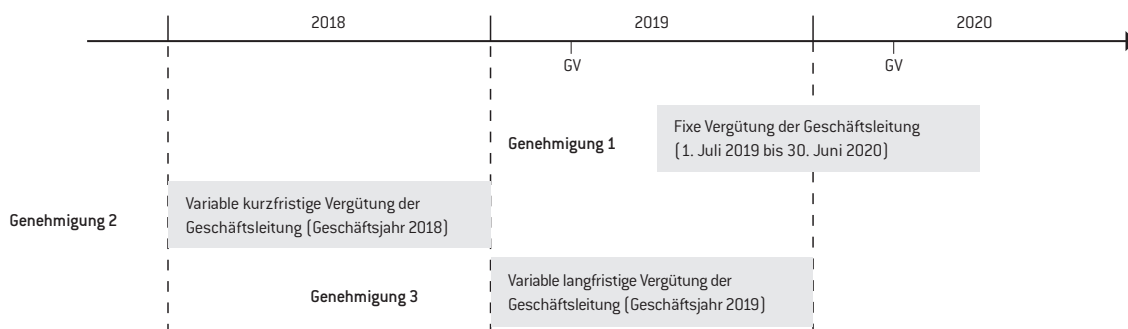 2018 2019 2020
GV GV
Genehmigung 1
Fixe Vergütung der Geschäftsleitung
(1. Juli 2019 bis 30. Juni 2020)
Genehmigung 2
Variable kurzfristige Vergütung der
Geschäftsleitung (Geschäftsjahr 2018)
Genehmigung 3
Variable langfristige Vergütung der
Geschäftsleitung (Geschäftsjahr 2019)